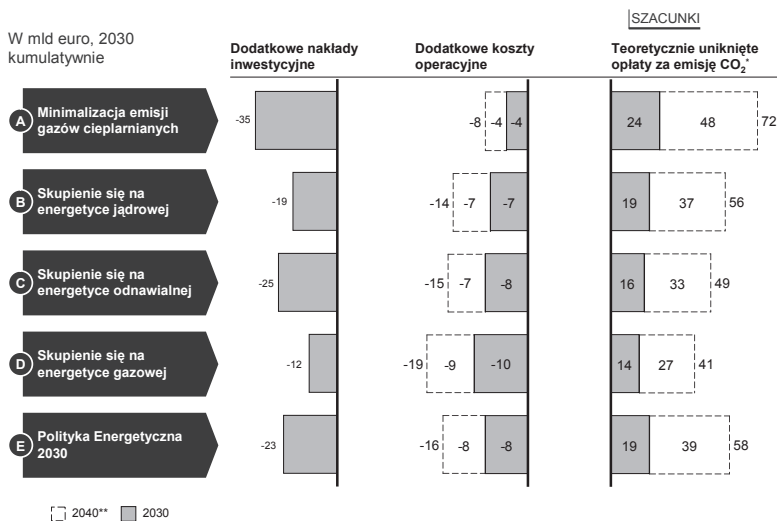 SZACUNKI
W mld euro, 2030
kumulatywnie
Dodatkowe nakłady
inwestycyjne
Dodatkowe koszty
operacyjne
Teoretycznie uniknięte
opłaty za emisję CO₂*
A Minimalizacja emisji
gazów cieplarnianych
-35
-8 -4 -4
24 48 72
B Skupienie się na
energetyce jądrowej
-19
-14 -7 -7
19 37 56
C Skupienie się na
energetyce odnawialnej
-25
-15 -7 -8
16 33 49
D Skupienie się na
energetyce gazowej
-12
-19 -9 -10
14 27 41
E Polityka Energetyczna
2030
-23
-16 -8 -8
19 39 58
2040** 2030